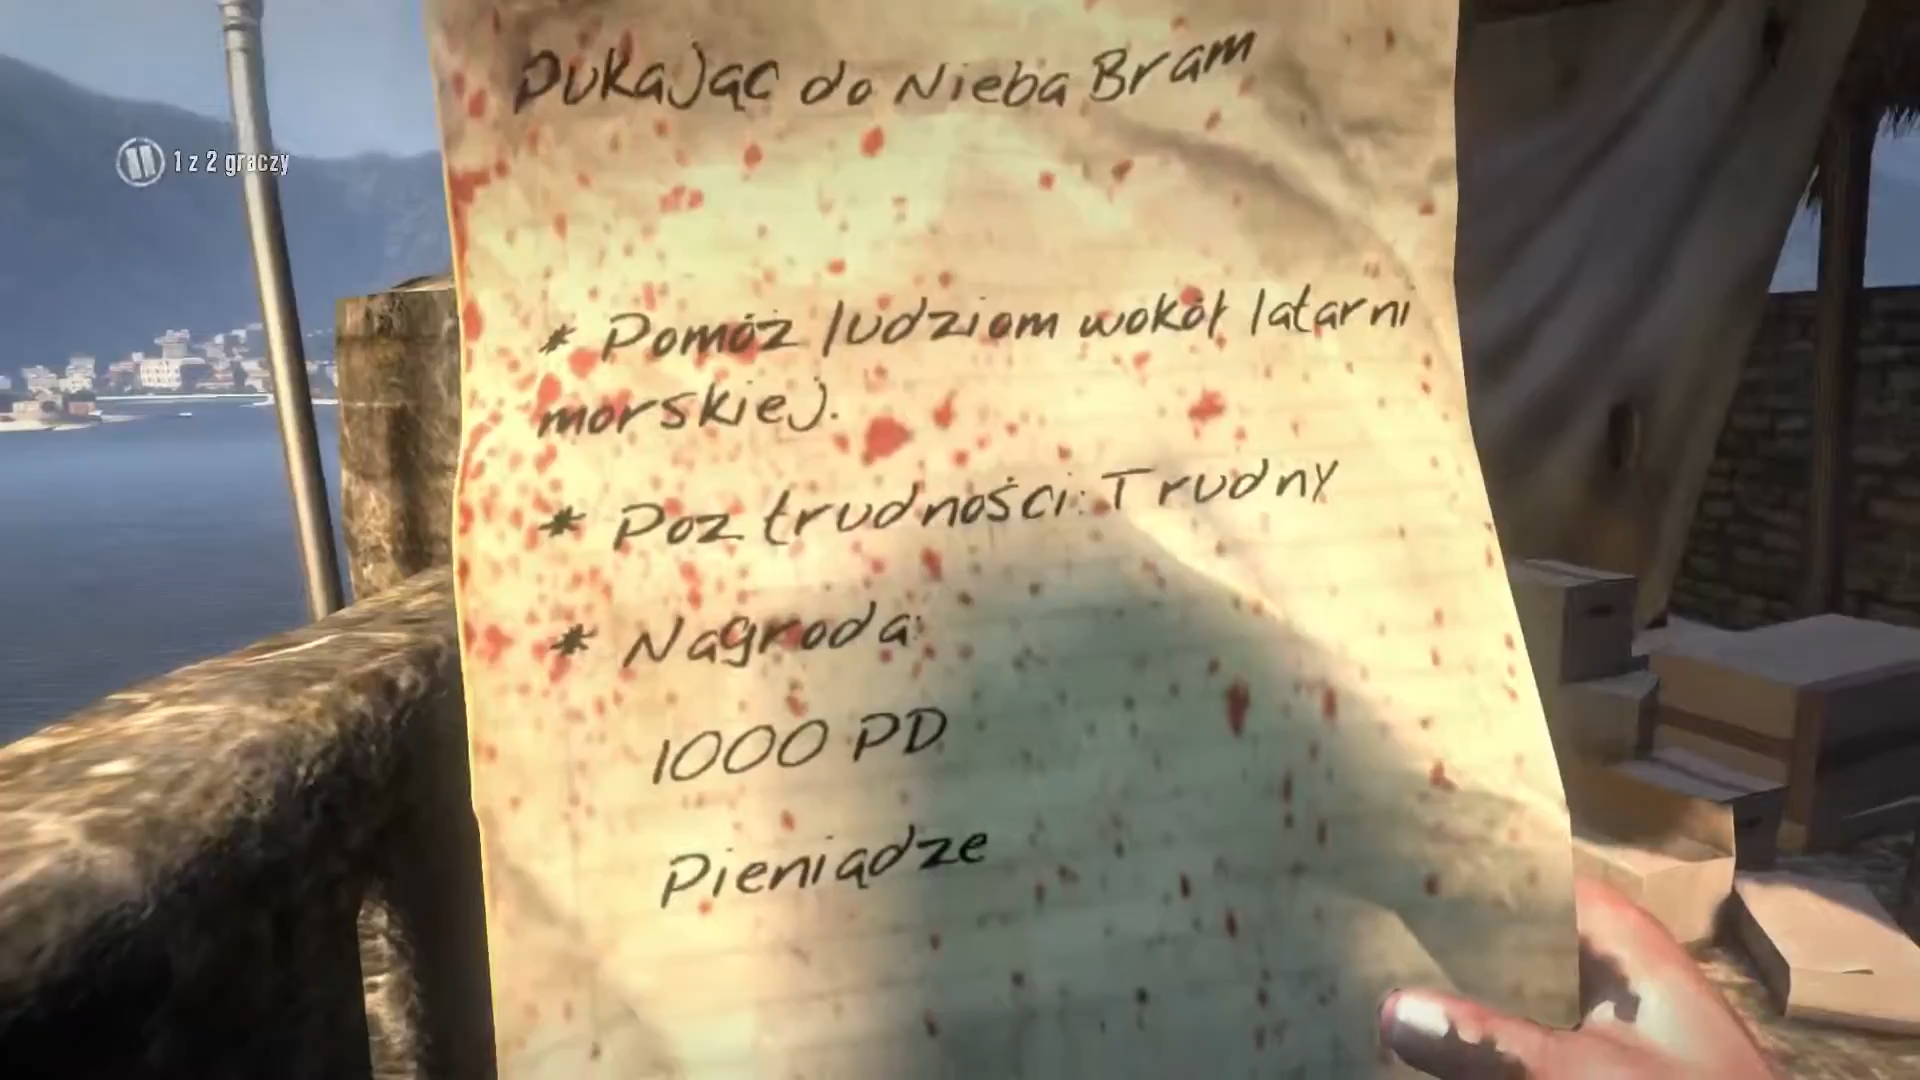 Pukając do Nieba Bram
1 z 2 graczy
* Pomóż ludziom wokół latarni
morskiej.
* Poz trudności: Trudny
* Nagroda:
1000 PD
Pieniądze